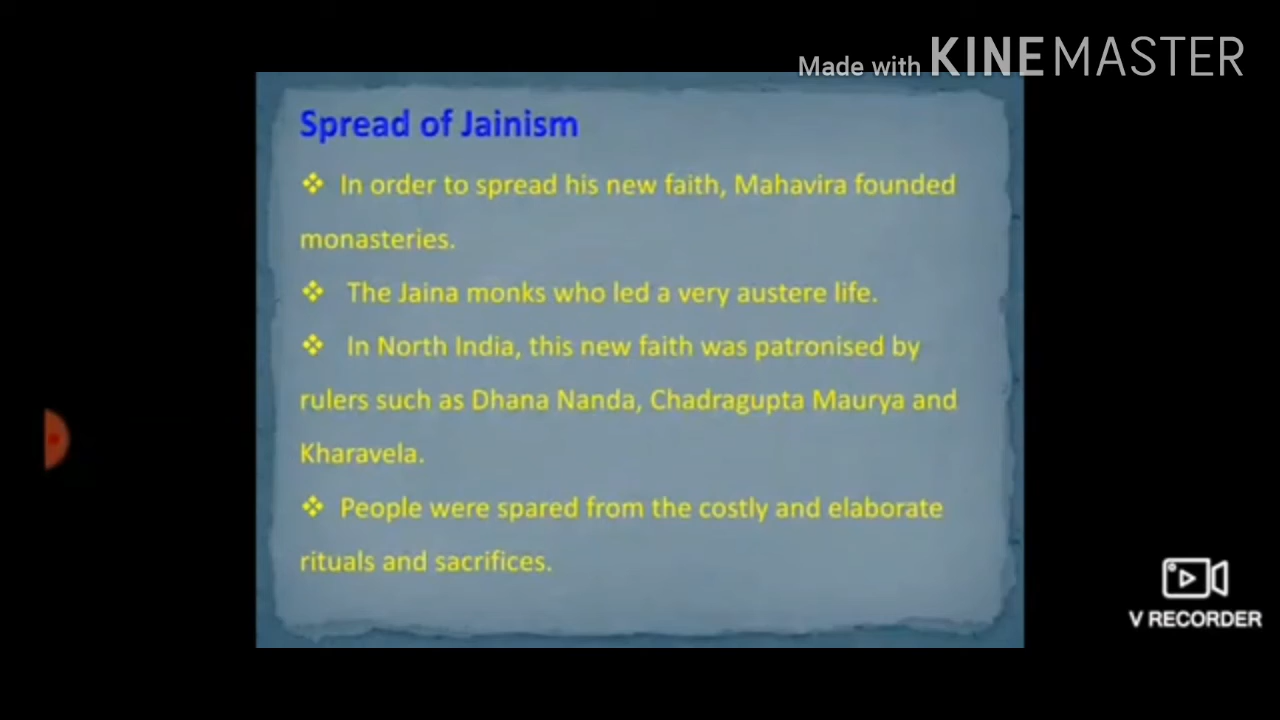 Made with KINEMASTER
Spread of Jainism
❖ In order to spread his new faith, Mahavira founded
monasteries.
❖ The Jaina monks who led a very austere life.
❖ In North India, this new faith was patronised by
rulers such as Dhana Nanda, Chadragupta Maurya and
Kharavela.
❖ People were spared from the costly and elaborate
rituals and sacrifices.
V RECORDER